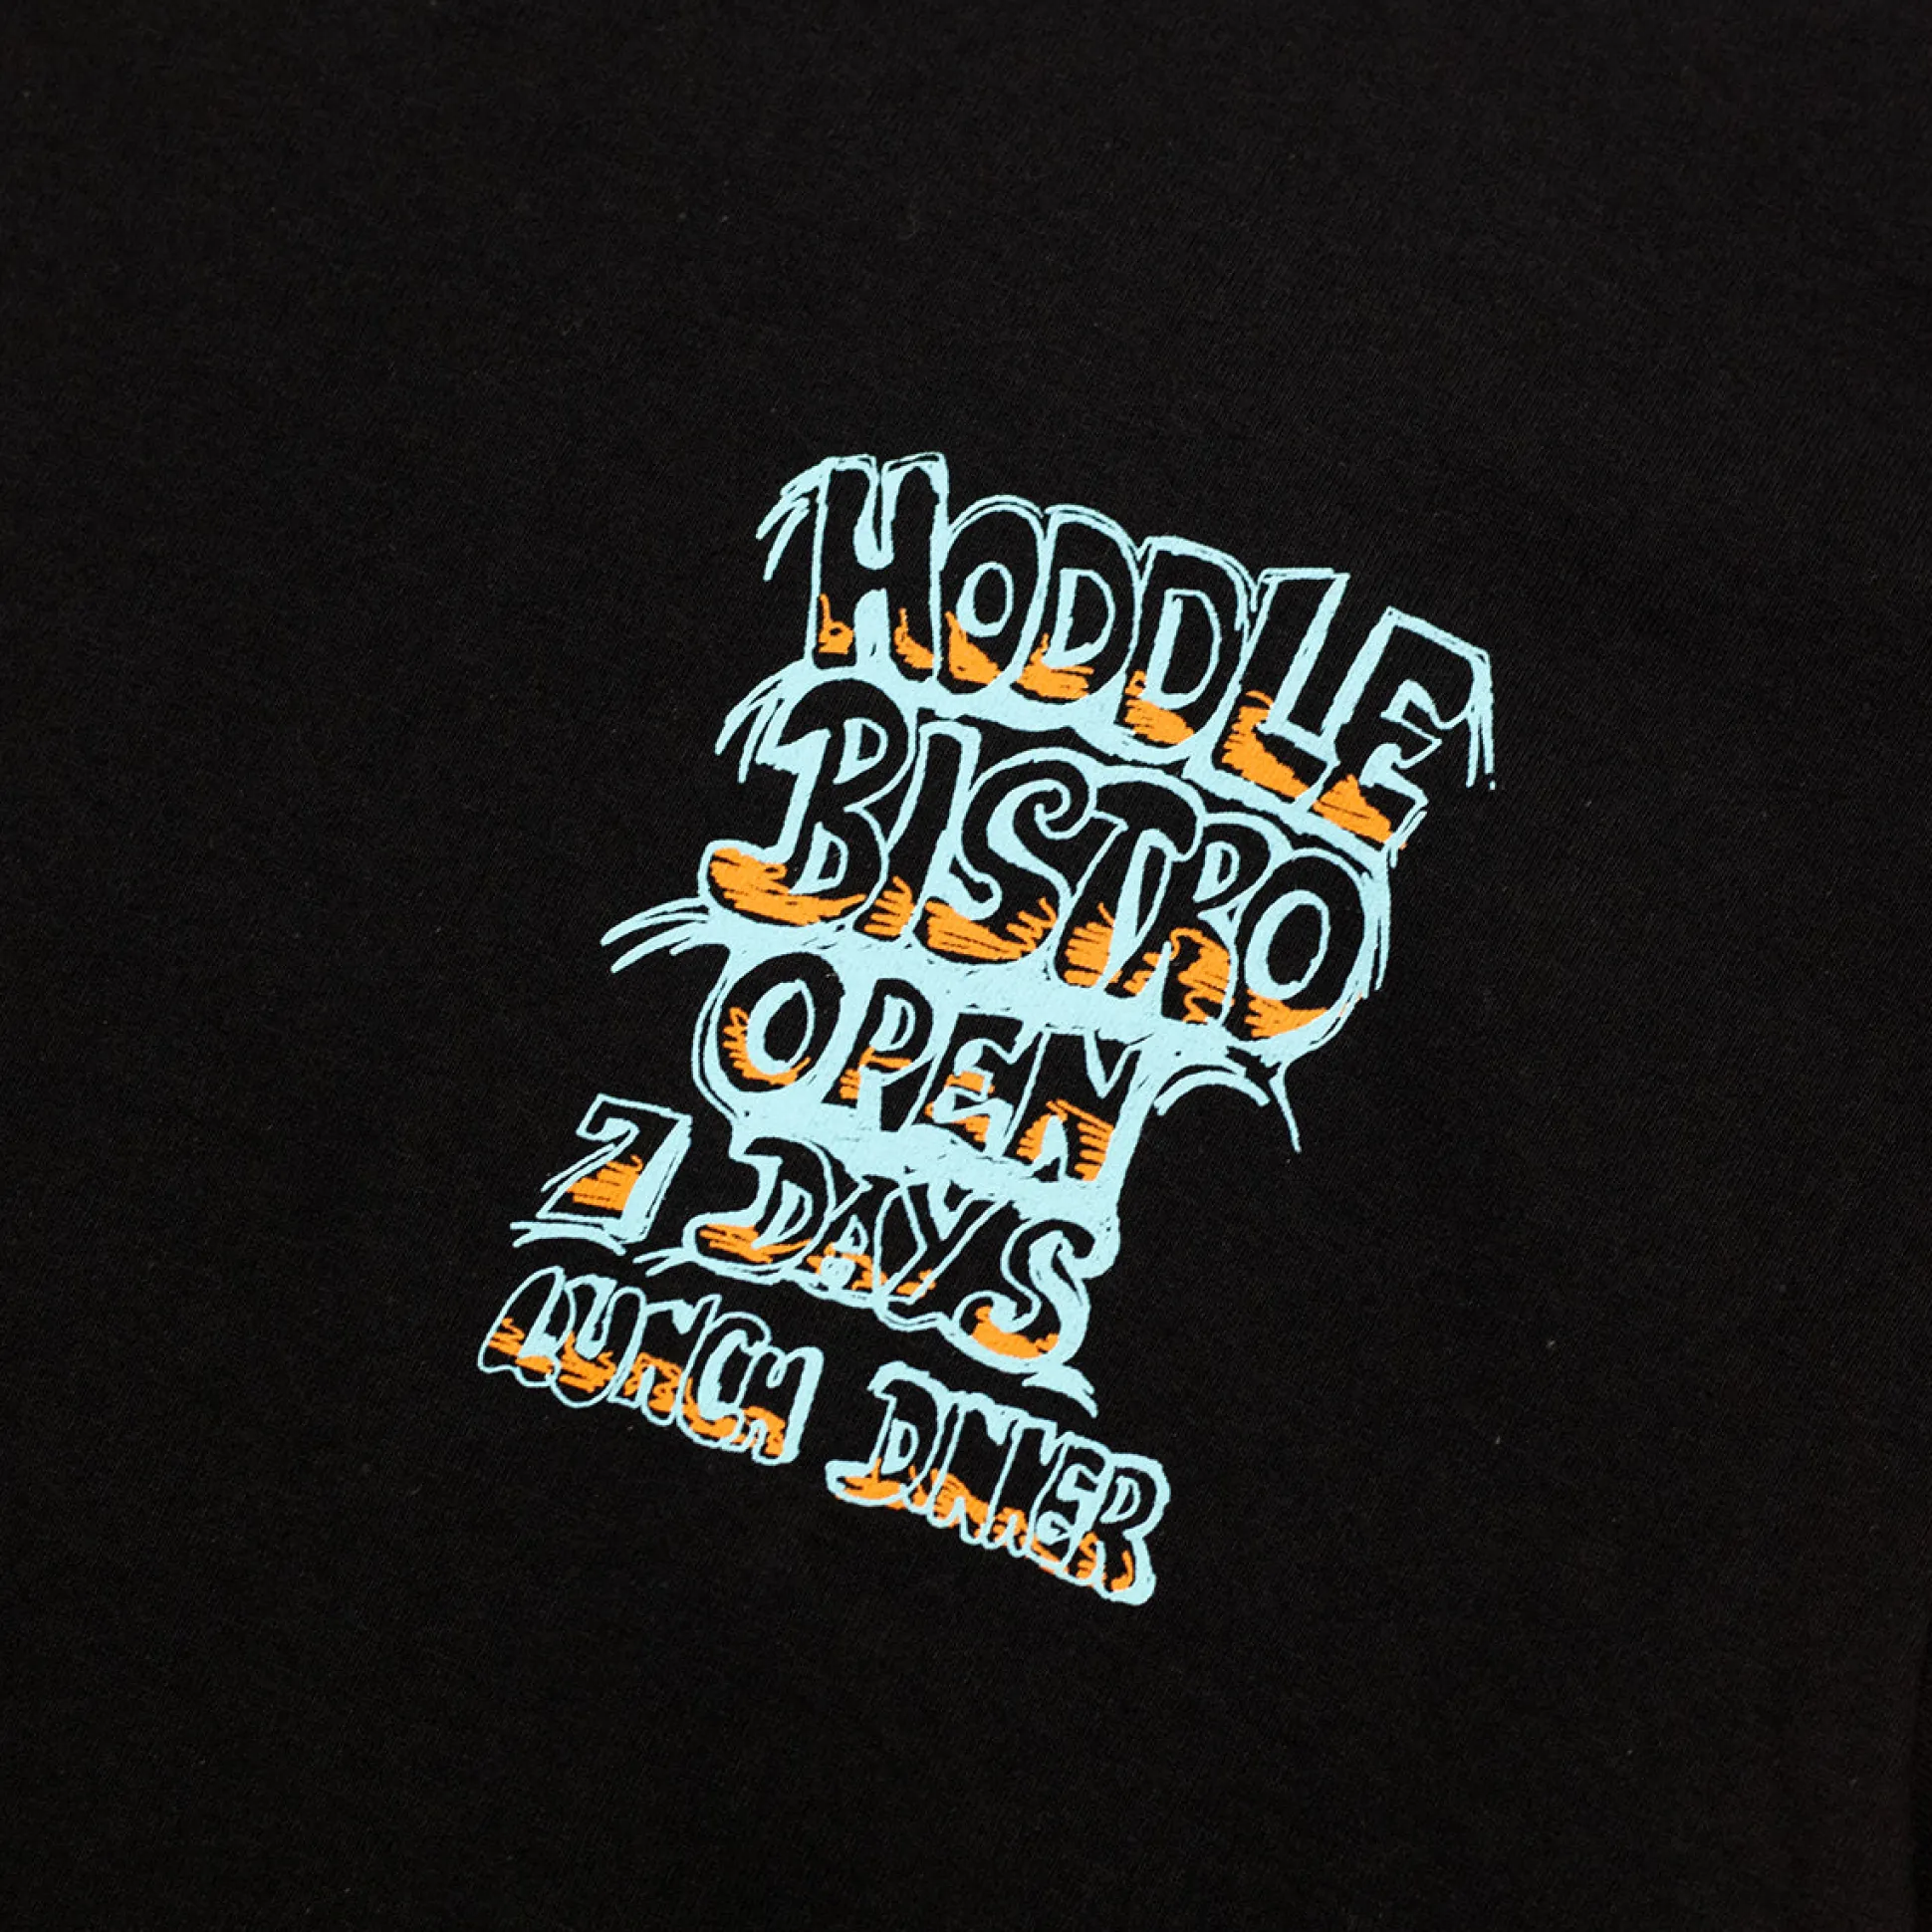 HODDLE
BISTRO
OPEN
7 DAYS
LUNCH DINNER